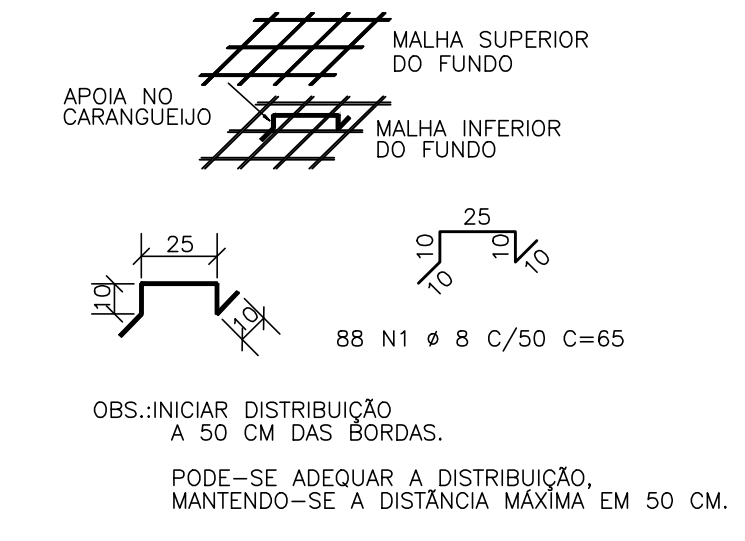 MALHA SUPERIOR
DO FUNDO
APOIA NO
CARANGUEIJO
MALHA INFERIOR
DO FUNDO
25
10
10
25
10
10
10
10
88 N1 ø 8 C/50 C=65
OBS.:INICIAR DISTRIBUIÇÃO
A 50 CM DAS BORDAS.
PODE-SE ADEQUAR A DISTRIBUIÇÃO,
MANTENDO-SE A DISTÃNCIA MÁXIMA EM 50 CM.